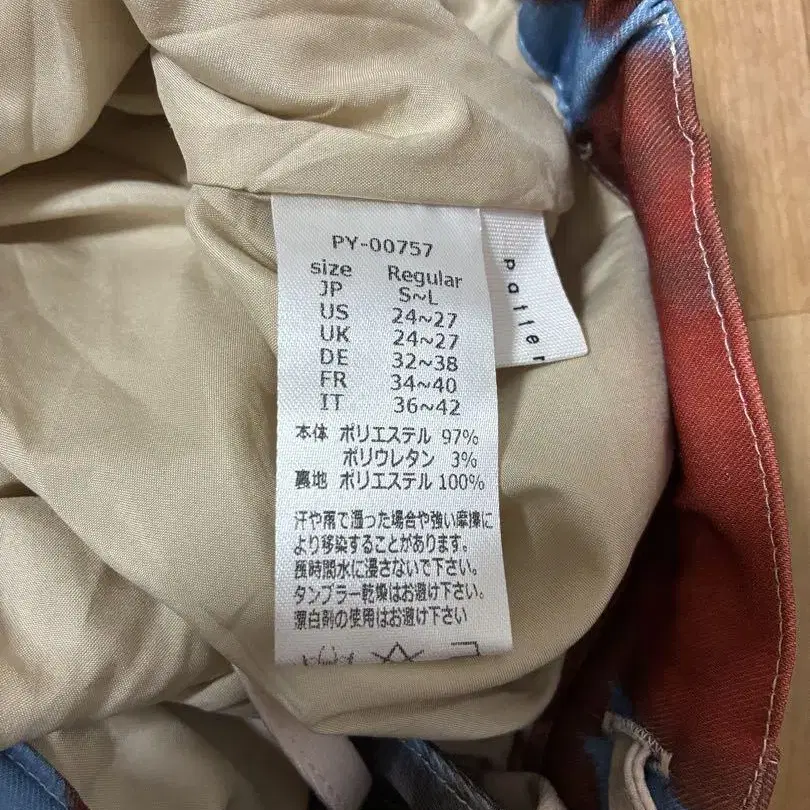 PY-00757
size Regular
JP S~L
US 24~27
UK 24~27
DE 32~38
FR 34~40
IT 36~42
本体 ポリエステル 97%
ポリウレタン 3%
裏地 ポリエステル 100%
汗や雨で湿った場合や強い摩擦に
より移染することがあります。
長時間水に浸さないで下さい。
タンブラー乾燥はお避け下さい。
漂白剤の使用はお避け下さい
patter